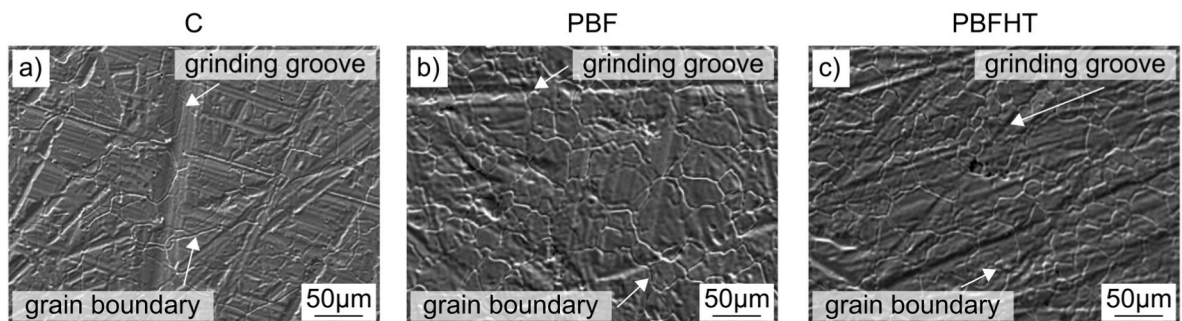 C
PBF
PBFHT
a)
grinding groove
b)
grinding groove
c)
grinding groove
grain boundary
50µm
grain boundary
50µm
grain boundary
50µm